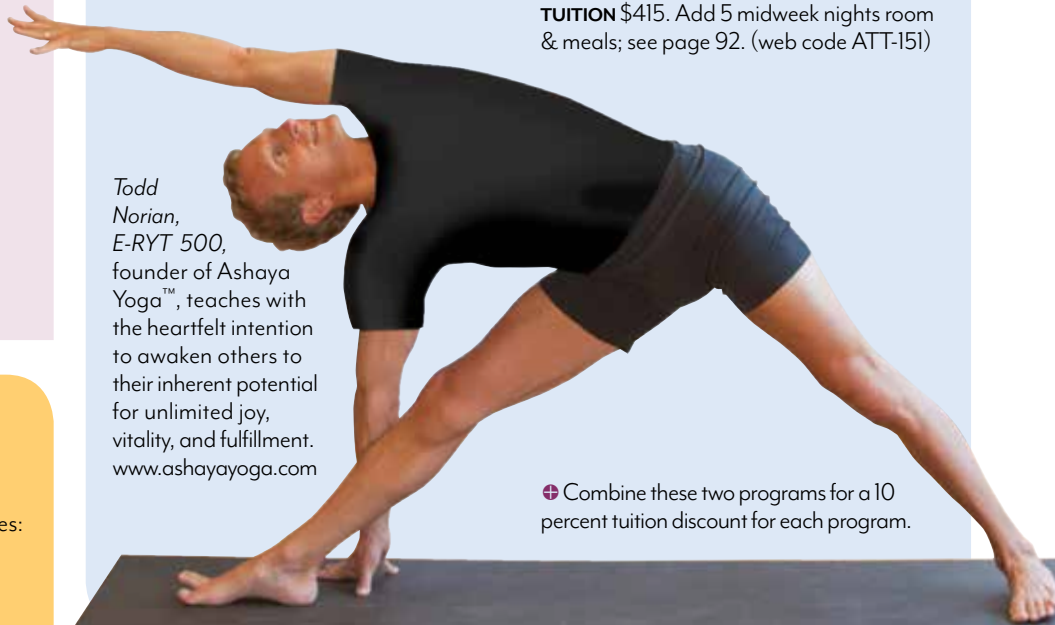 TUITION $415. Add 5 midweek nights room
& meals; see page 92. (web code ATT-151)
Todd
Norian,
E-RYT 500,
founder of Ashaya
Yoga™, teaches with
the heartfelt intention
to awaken others to
their inherent potential
for unlimited joy,
vitality, and fulfillment.
www.ashayayoga.com
⊕ Combine these two programs for a 10
percent tuition discount for each program.
es: